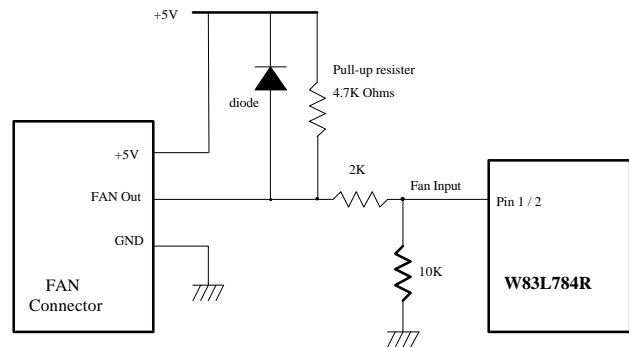 +5V
Pull-up resister
4.7K Ohms
diode
+5V
2K
Fan Input
FAN Out
Pin 1 / 2
GND
10K
W83L784R
FAN
Connector